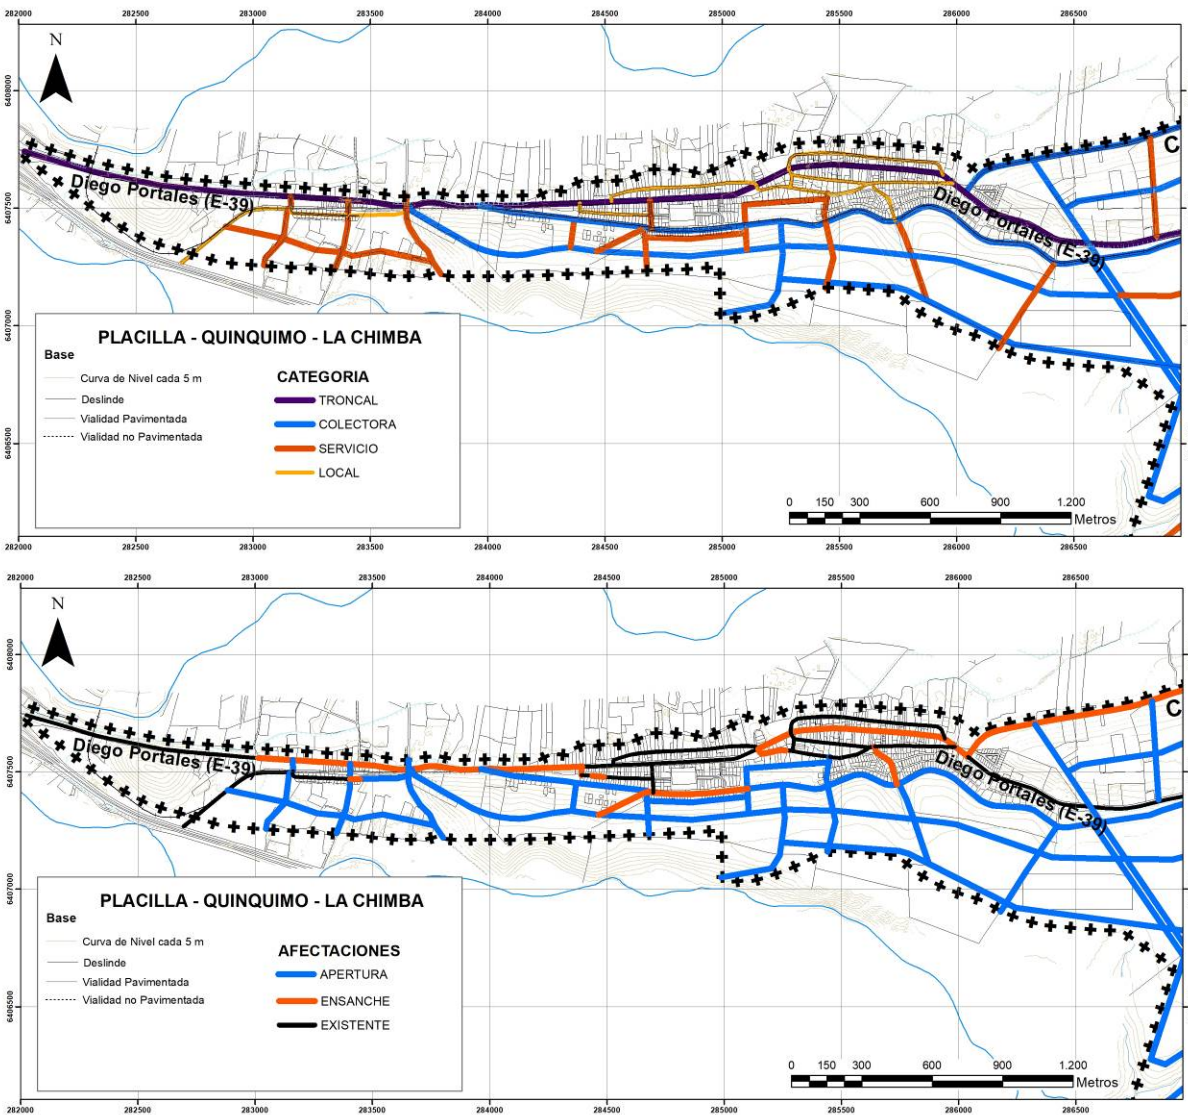 282000 282500 283000 283500 284000 284500 285000 285500 286000 286500
N
6408000
C
Diego Portales (E-39)
Diego Portales (E-39)
6407500
6407000
PLACILLA - QUINQUIMO - LA CHIMBA
Base
Curva de Nivel cada 5 m
Deslinde
Vialidad Pavimentada
Vialidad no Pavimentada
CATEGORIA
TRONCAL
COLECTORA
SERVICIO
LOCAL
6406500
0 150 300 600 900 1.200
Metros
282000 282500 283000 283500 284000 284500 285000 285500 286000 286500
282000 282500 283000 283500 284000 284500 285000 285500 286000 286500
N
6408000
C
Diego Portales (E-39)
Diego Portales (E-39)
6407500
6407000
PLACILLA - QUINQUIMO - LA CHIMBA
Base
Curva de Nivel cada 5 m
Deslinde
Vialidad Pavimentada
Vialidad no Pavimentada
AFECTACIONES
APERTURA
ENSANCHE
EXISTENTE
6406500
0 150 300 600 900 1.200
Metros
282000 282500 283000 283500 284000 284500 285000 285500 286000 286500